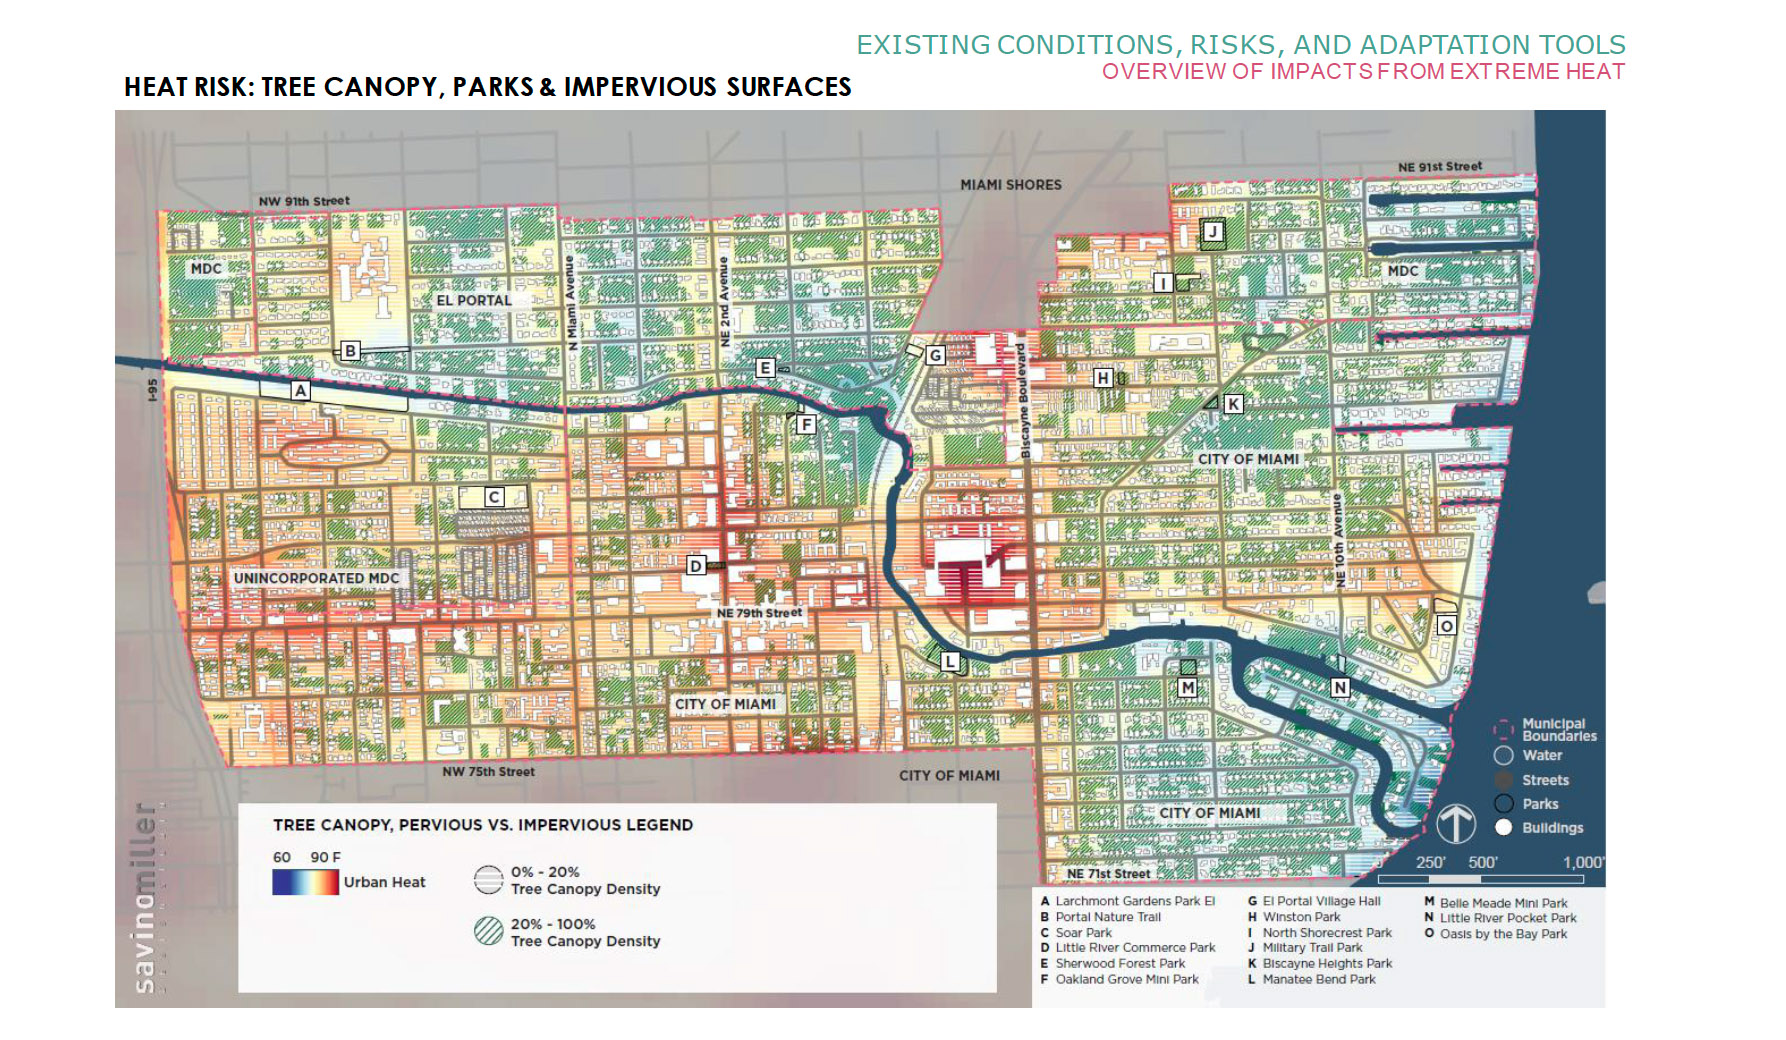 EXISTING CONDITIONS, RISKS, AND ADAPTATION TOOLS
OVERVIEW OF IMPACTS FROM EXTREME HEAT
HEAT RISK: TREE CANOPY, PARKS & IMPERVIOUS SURFACES
NE 91st Street
MIAMI SHORES
NW 91th Street
J
MDC
MDC
I
EL PORTAL
N Miami Avenue
NE 2nd Avenue
B
G
E
H
I-95
A
K
Biscayne Boulevard
F
CITY OF MIAMI
C
NE 10th Avenue
D
UNINCORPORATED MDC
NE 79th Street
O
L
M
N
CITY OF MIAMI
Municipal
Boundaries
Water
Streets
Parks
Buildings
NW 75th Street
CITY OF MIAMI
CITY OF MIAMI
0'
250'
500'
1,000'
NE 71st Street
savinomiller
TREE CANOPY, PERVIOUS VS. IMPERVIOUS LEGEND
60
90 F
Urban Heat
0% - 20%
Tree Canopy Density
20% - 100%
Tree Canopy Density
A Larchmont Gardens Park El
B Portal Nature Trail
C Soar Park
D Little River Commerce Park
E Sherwood Forest Park
F Oakland Grove Mini Park
G El Portal Village Hall
H Winston Park
I North Shorecrest Park
J Military Trail Park
K Biscayne Heights Park
L Manatee Bend Park
M Belle Meade Mini Park
N Little River Pocket Park
O Oasis by the Bay Park